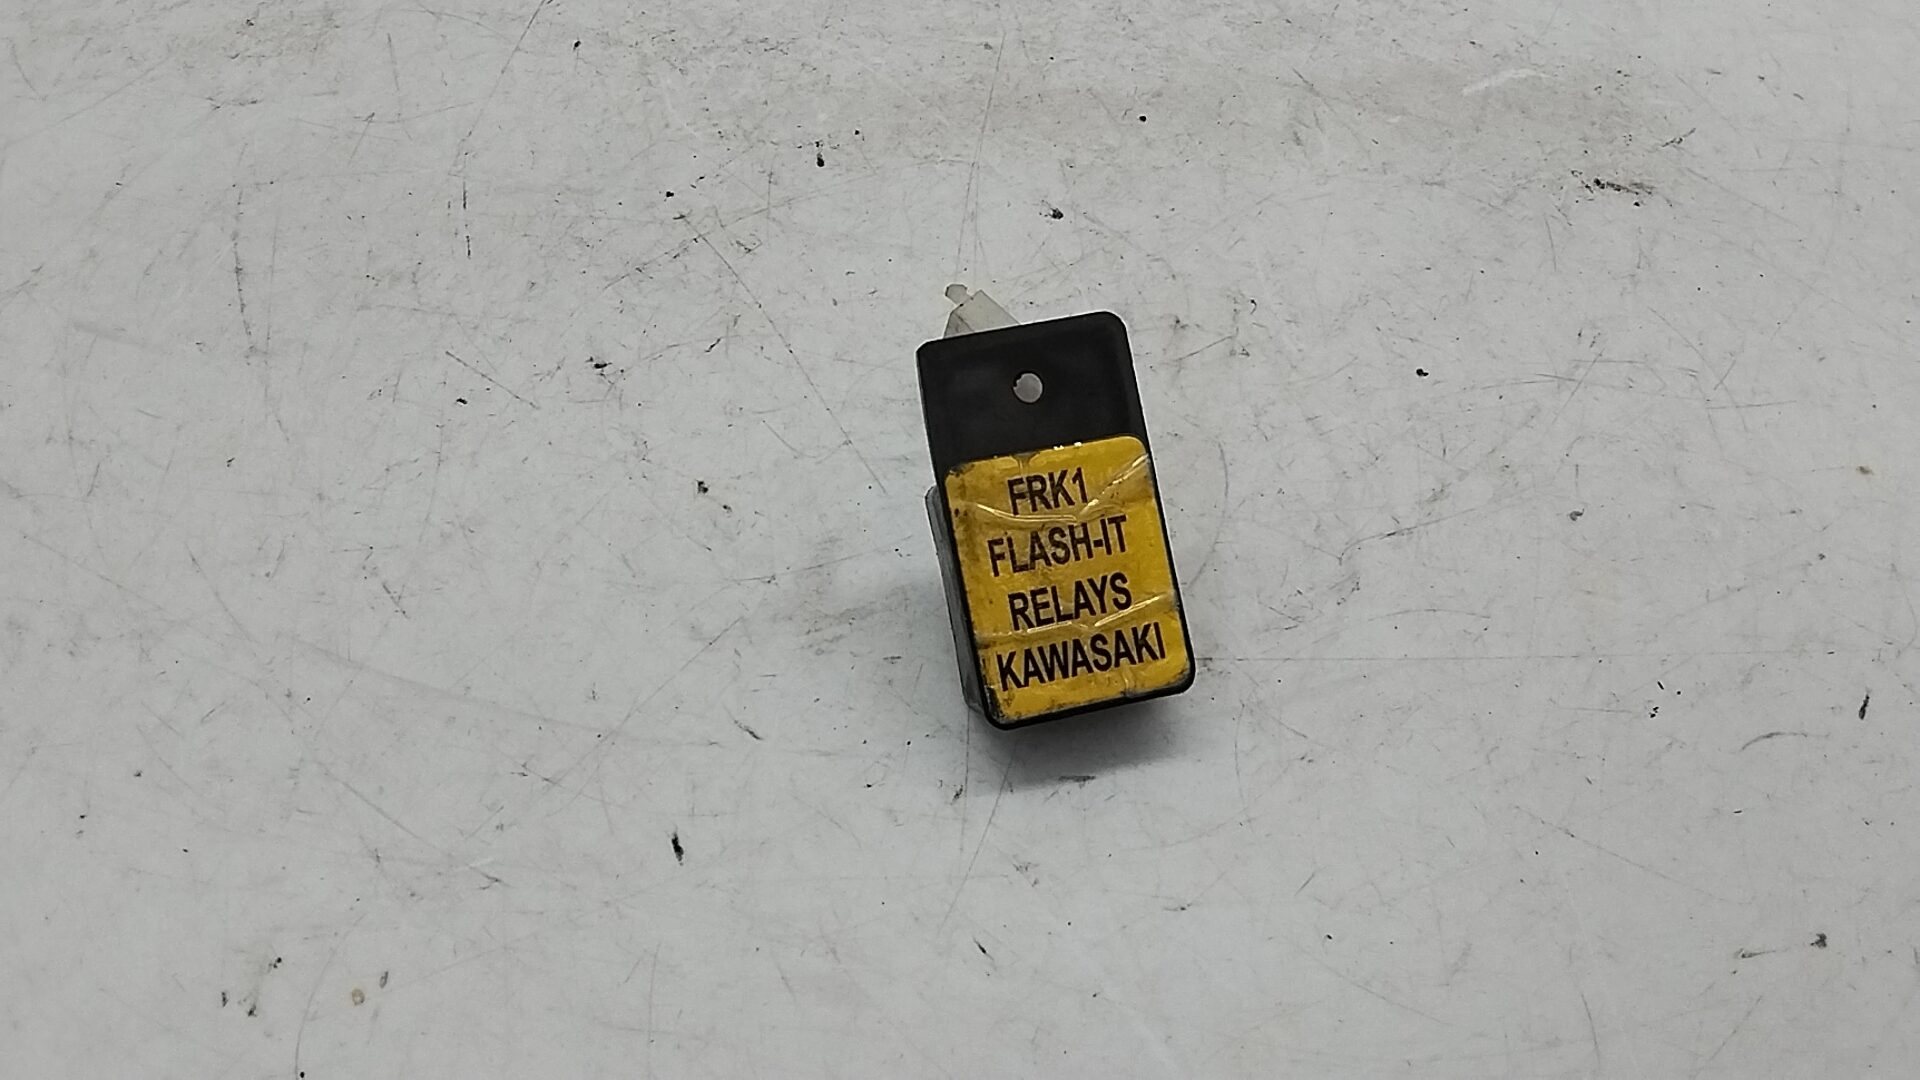 FRK1
FLASH-IT
RELAYS
KAWASAKI